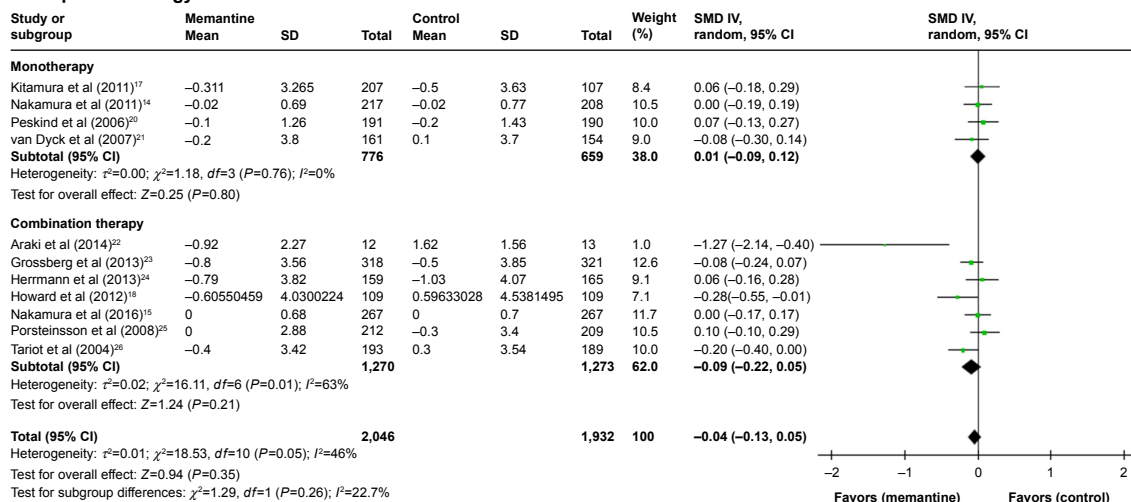 Study or subgroup Memantine Control Weight (%) SMD IV, random, 95% CI SMD IV, random, 95% CI
Mean SD Total Mean SD Total
Monotherapy
Kitamura et al (2011)17 –0.311 3.265 207 –0.5 3.63 107 8.4 0.06 (–0.18, 0.29)
Nakamura et al (2011)14 –0.02 0.69 217 –0.02 0.77 208 10.5 0.00 (–0.19, 0.19)
Peskind et al (2006)20 –0.1 1.26 191 –0.2 1.43 190 10.0 0.07 (–0.13, 0.27)
van Dyck et al (2007)21 –0.2 3.8 161 0.1 3.7 154 9.0 –0.08 (–0.30, 0.14)
Subtotal (95% CI) 776 659 38.0 0.01 (–0.09, 0.12)
Heterogeneity: τ²=0.00; χ²=1.18, df=3 (P=0.76); I²=0%
Test for overall effect: Z=0.25 (P=0.80)
Combination therapy
Araki et al (2014)22 –0.92 2.27 12 1.62 1.56 13 1.0 –1.27 (–2.14, –0.40)
Grossberg et al (2013)23 –0.8 3.56 318 –0.5 3.85 321 12.6 –0.08 (–0.24, 0.07)
Herrmann et al (2013)24 –0.79 3.82 159 –1.03 4.07 165 9.1 0.06 (–0.16, 0.28)
Howard et al (2012)18 –0.60550459 4.0300224 109 0.59633028 4.5381495 109 7.1 –0.28(–0.55, –0.01)
Nakamura et al (2016)15 0 0.68 267 0 0.7 267 11.7 0.00 (–0.17, 0.17)
Porsteinsson et al (2008)25 0 2.88 212 –0.3 3.4 209 10.5 0.10 (–0.10, 0.29)
Tariot et al (2004)26 –0.4 3.42 193 0.3 3.54 189 10.0 –0.20 (–0.40, 0.00)
Subtotal (95% CI) 1,270 1,273 62.0 –0.09 (–0.22, 0.05)
Heterogeneity: τ²=0.02; χ²=16.11, df=6 (P=0.01); I²=63%
Test for overall effect: Z=1.24 (P=0.21)
Total (95% CI) 2,046 1,932 100 –0.04 (–0.13, 0.05)
Heterogeneity: τ²=0.01; χ²=18.53, df=10 (P=0.05); I²=46%
–2 –1 0 1 2
Test for overall effect: Z=0.94 (P=0.35)
Test for subgroup differences: χ²=1.29, df=1 (P=0.26); I²=22.7%
Favors (memantine) Favors (control)